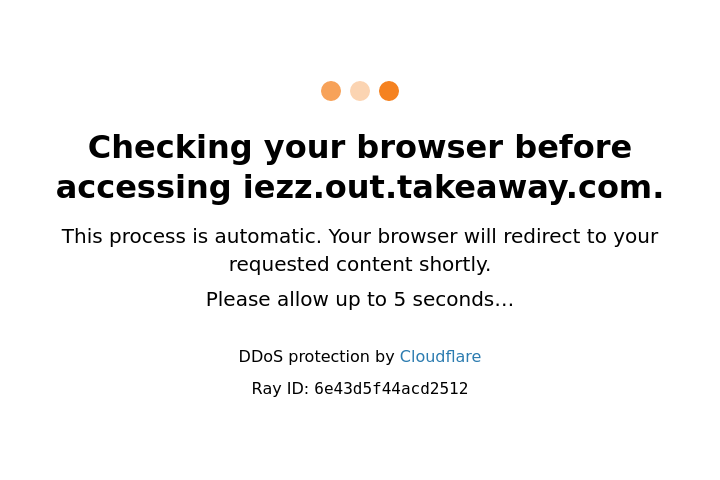 Checking your browser before
accessing iezz.out.takeaway.com.
This process is automatic. Your browser will redirect to your
requested content shortly.
Please allow up to 5 seconds…
DDoS protection by Cloudflare
Ray ID: 6e43d5f44acd2512